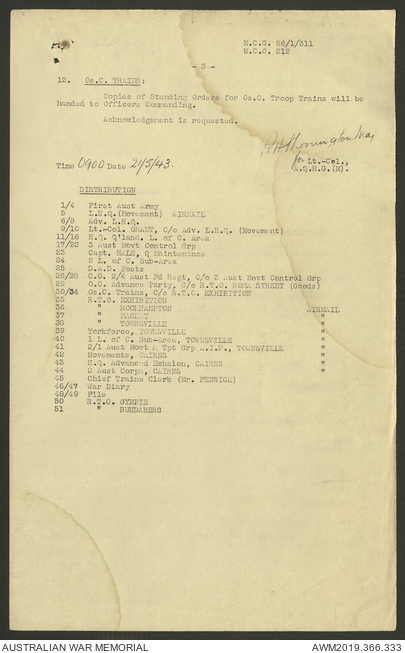 M.C.G. 56/1/311
M.C.C. 212
- 3 -
12. Os.C. TRAINS:
Copies of Standing Orders for Os.C. Troop Trains will be
handed to Officers Commanding.
Acknowledgement is requested.
Maj
for Lt.-Col.,
A.Q.M.G.(M).
Time 0900 Date 21/5/43.
DISTRIBUTION
1/4 First Aust Army
5 L.H.Q.(Movement) AIRMAIL
6/8 Adv. L.H.Q.
9/10 Lt.-Col. GRANT, C/o Adv. L.H.Q. (Movement)
11/16 H.Q. Q'land. L. of C. Area
17/22 3 Aust Movt Control Grp
23 Capt. HALE, Q Maintenance
24 2 L. of C. Sub-Area
25 D.A.D. Posts
26/28 C.O. 2/4 Aust Fd Regt, C/o 3 Aust Movt Control Grp
29 OC. Advance Party, C/o R.T.O. ROMA STREET (Goods)
30/34 Os.C. Trains, C/o R.T.O. EXHIBITION
35 R.T.O. EXHIBITION
36 " ROCKHAMPTON AIRMAIL
37 " MACKAY "
38 " TOWNSVILLE "
39 Yorkforce, TOWNSVILLE "
40 1 L. of C. Sub-Area, TOWNSVILLE "
41 2/1 Aust Movt & Tpt Grp A.I.F., TOWNSVILLE "
42 Movements, CAIRNS "
43 H.Q. Advanced Echelon, CAIRNS "
44 2 Aust Corps, CAIRNS "
45 Chief Trains Clerk (Mr. FENWICK)
46/47 War Diary
48/49 File
50 R.T.O. GYMPIE
51 " BUNDABERG
AUSTRALIAN WAR MEMORIAL
AWM2019.366.333